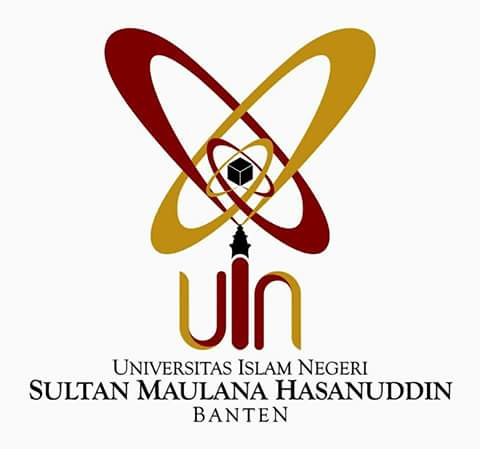 uin
UNIVERSITAS ISLAM NEGERI
SULTAN MAULANA HASANUDDIN
BANTEN